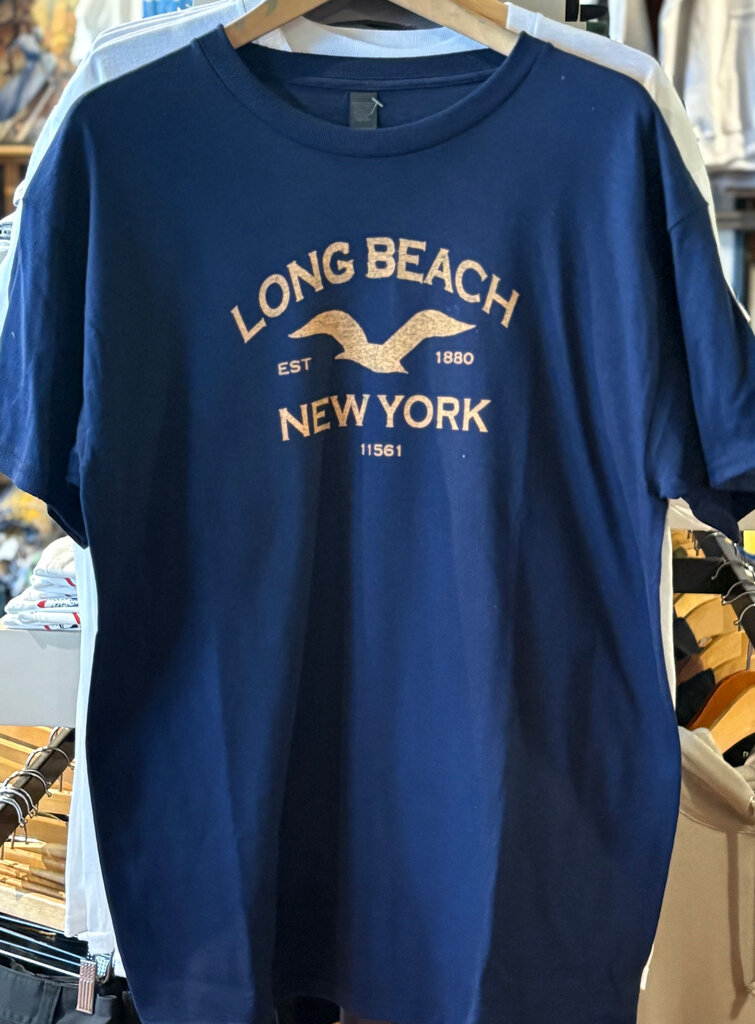 LONG BEACH
EST 1880
NEW YORK
11561